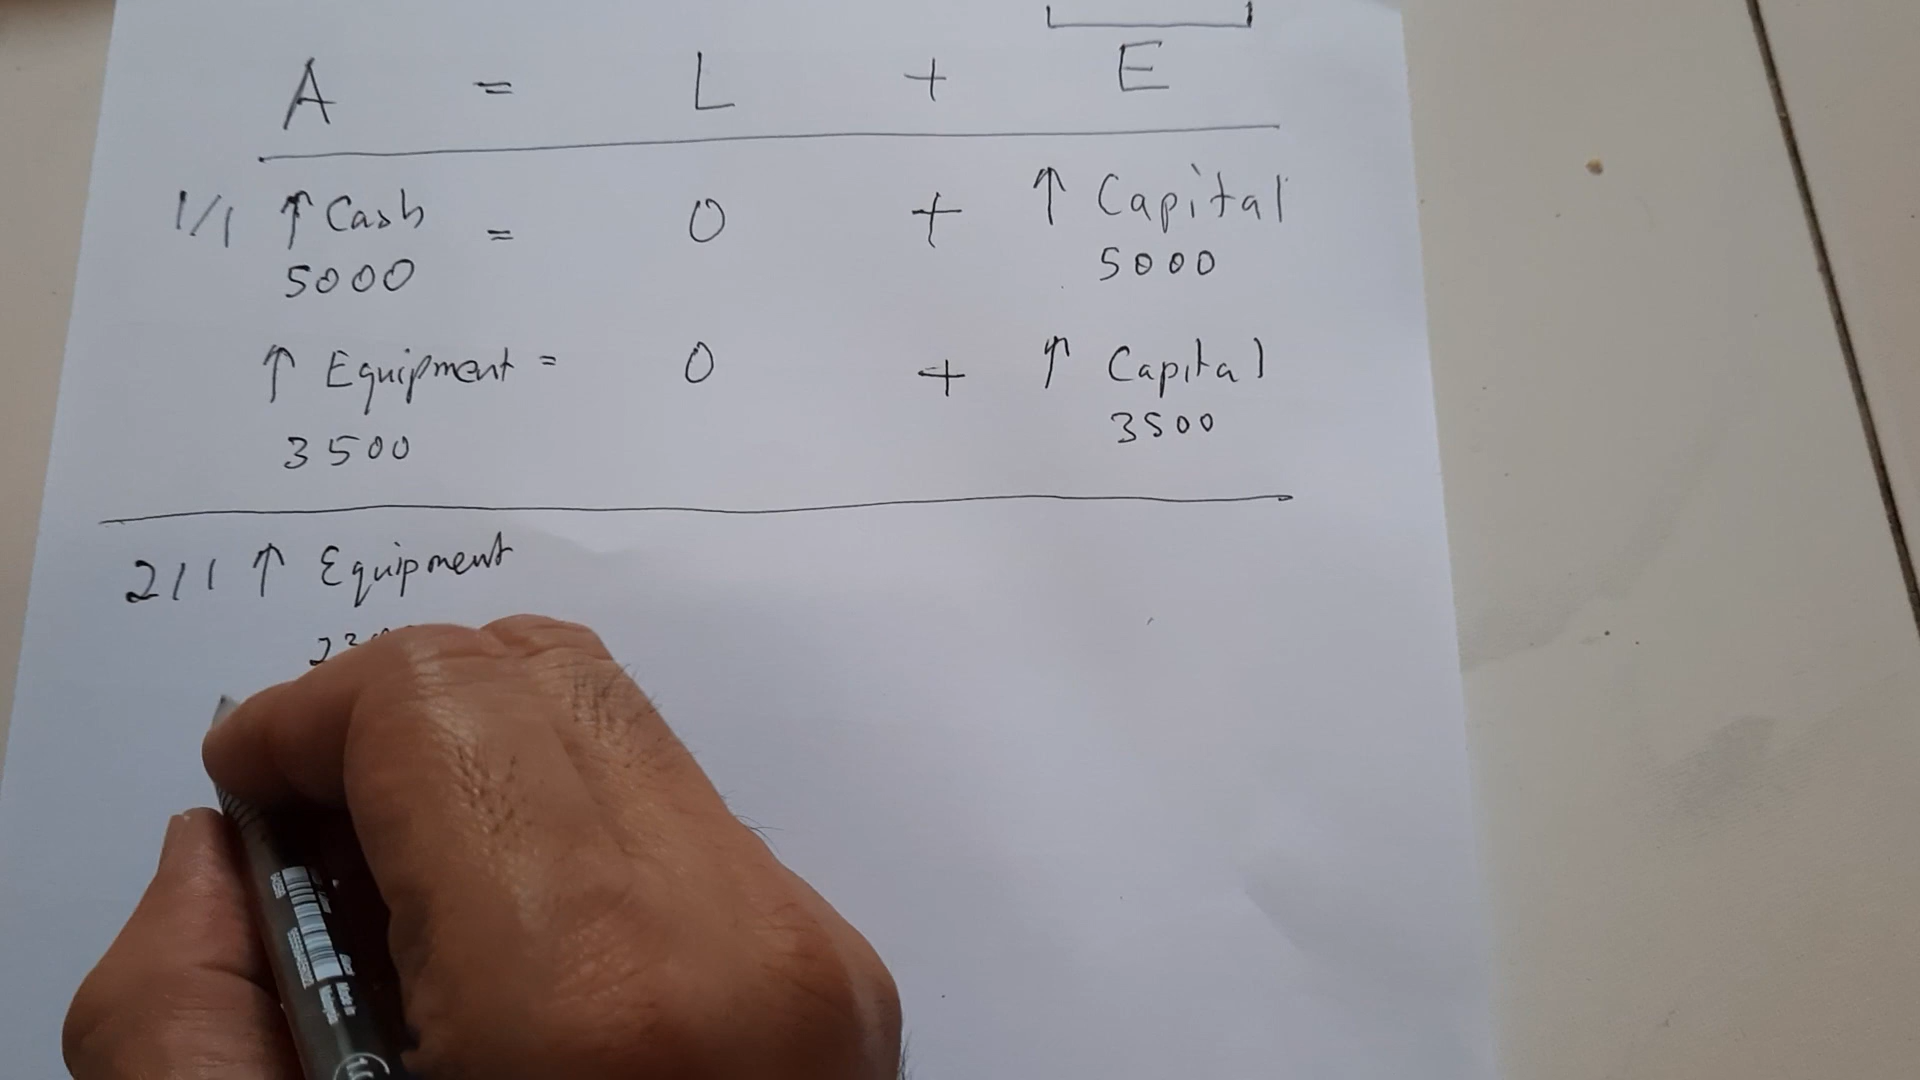 A = L + E
1/1 ↑ Cash = 0 + ↑ Capital
5000 5000
↑ Equipment = 0 + ↑ Capital
3500 3500
2/1 ↑ Equipment